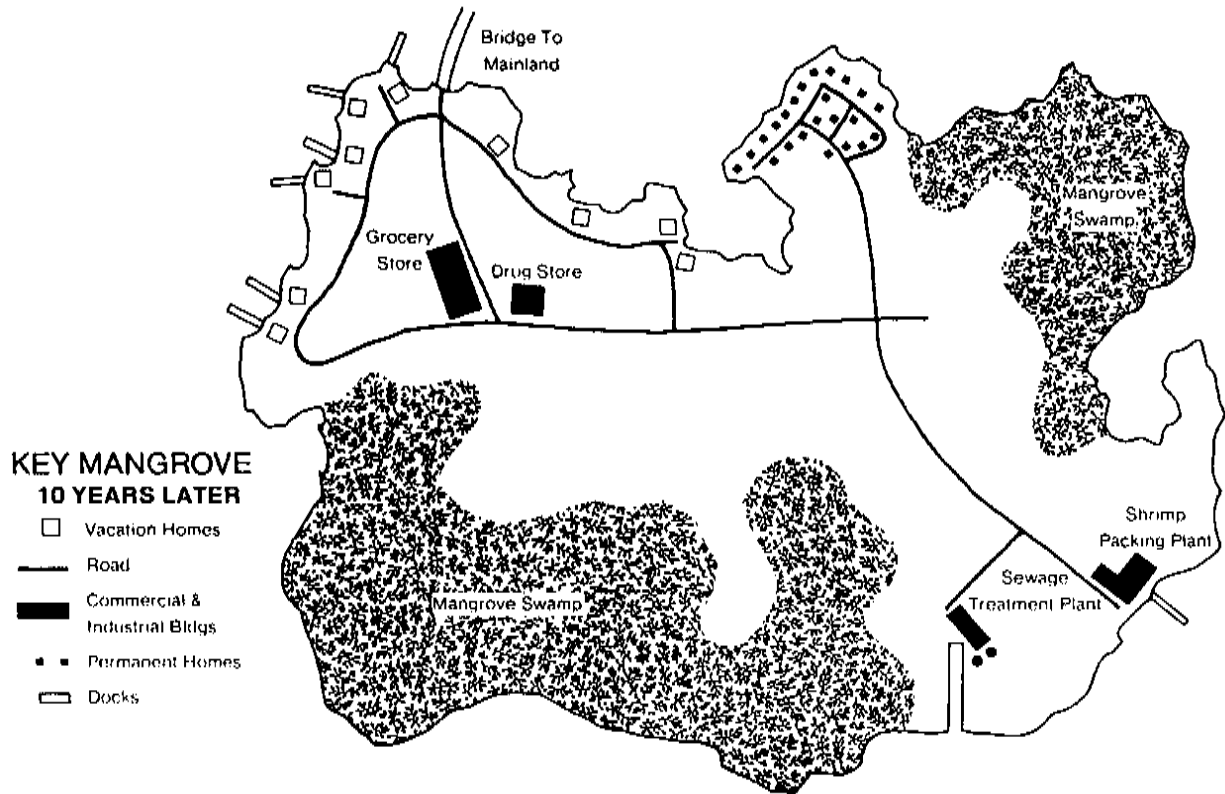 Bridge To
Mainland
Mangrove
Swamp
Grocery
Store
Drug Store
KEY MANGROVE
10 YEARS LATER
Vacation Homes
Road
Commercial &
Industrial Bldgs
Permanent Homes
Docks
Mangrove Swamp
Shrimp
Packing Plant
Sewage
Treatment Plant